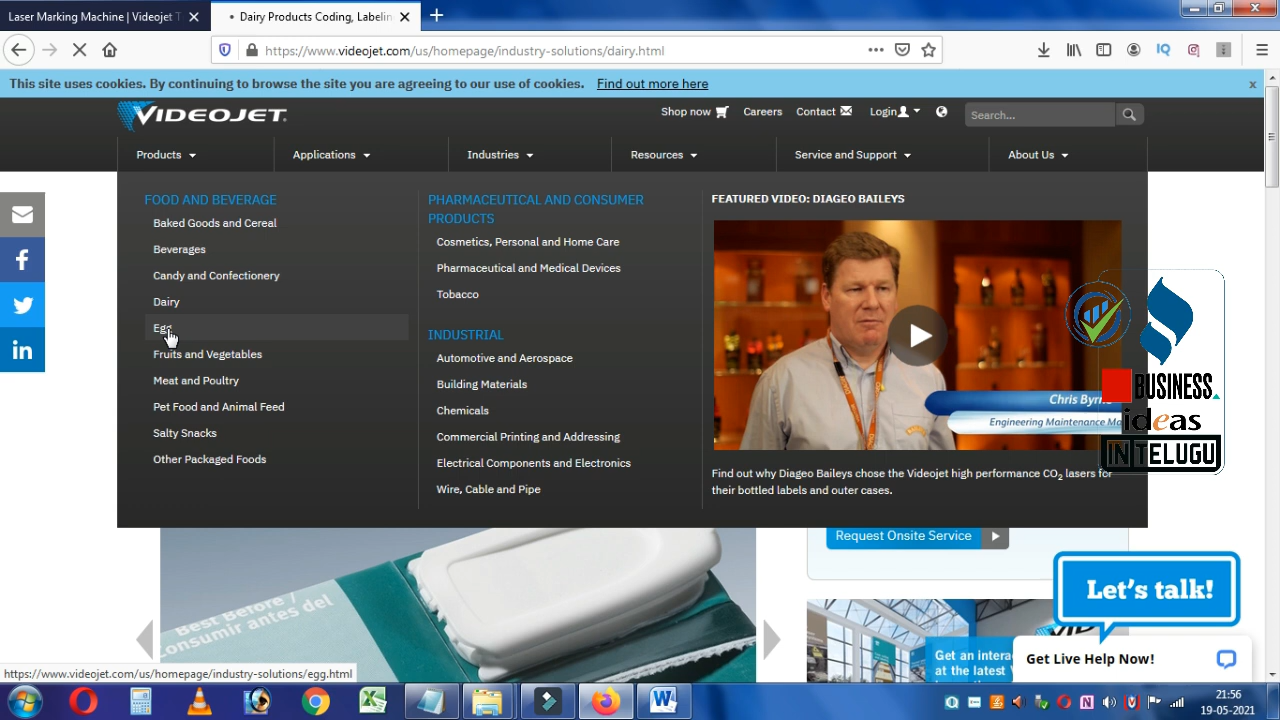 Laser Marking Machine | Videojet T
Dairy Products Coding, Labelin
https://www.videojet.com/us/homepage/industry-solutions/dairy.html
This site uses cookies. By continuing to browse the site you are agreeing to our use of cookies. Find out more here
VIDEOJET.
Shop now
Careers
Contact
Login
Search...
Products
Applications
Industries
Resources
Service and Support
About Us
FOOD AND BEVERAGE
Baked Goods and Cereal
Beverages
Candy and Confectionery
Dairy
Egg
Fruits and Vegetables
Meat and Poultry
Pet Food and Animal Feed
Salty Snacks
Other Packaged Foods
PHARMACEUTICAL AND CONSUMER
PRODUCTS
Cosmetics, Personal and Home Care
Pharmaceutical and Medical Devices
Tobacco
INDUSTRIAL
Automotive and Aerospace
Building Materials
Chemicals
Commercial Printing and Addressing
Electrical Components and Electronics
Wire, Cable and Pipe
FEATURED VIDEO: DIAGEO BAILEYS
Chris Byrn
Engineering Maintenance Ma
Find out why Diageo Baileys chose the Videojet high performance CO2 lasers for
their bottled labels and outer cases.
BUSINESS.
ideas
IN TELUGU
Request Onsite Service
Best Before /
Consumir antes del
Let's talk!
Get an intera
at the latest
Get Live Help Now!
https://www.videojet.com/us/homepage/industry-solutions/egg.html
21:56
19-05-2021